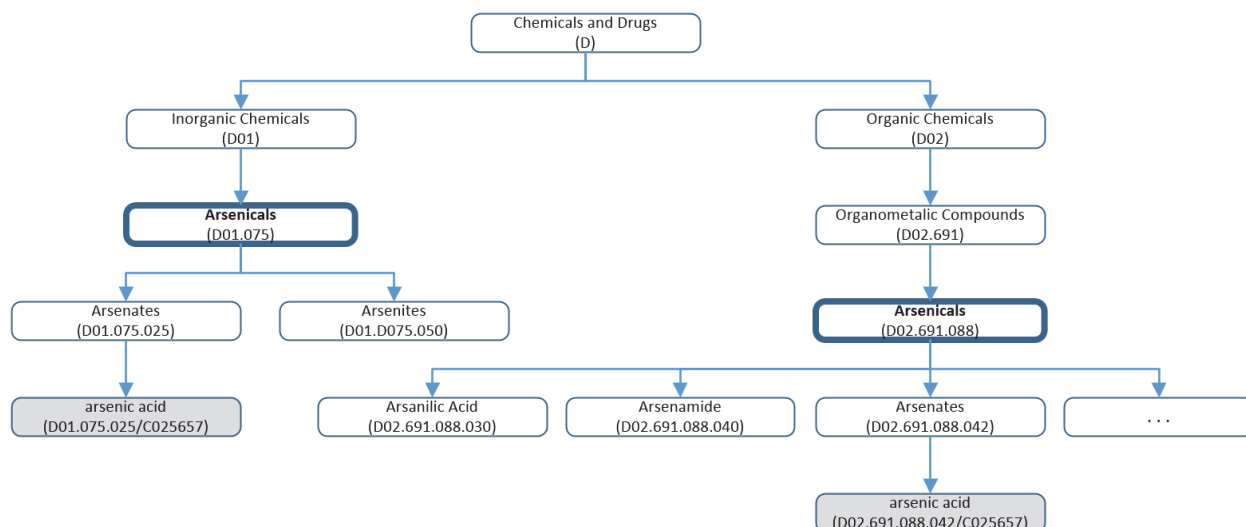 Chemicals and Drugs
(D)
Inorganic Chemicals
(D01)
Organic Chemicals
(D02)
Arsenicals
(D01.075)
Organometalic Compounds
(D02.691)
Arsenates
(D01.075.025)
Arsenites
(D01.D075.050)
Arsenicals
(D02.691.088)
arsenic acid
(D01.075.025/C025657)
Arsanilic Acid
(D02.691.088.030)
Arsenamide
(D02.691.088.040)
Arsenates
(D02.691.088.042)
. . .
arsenic acid
(D02.691.088.042/C025657)